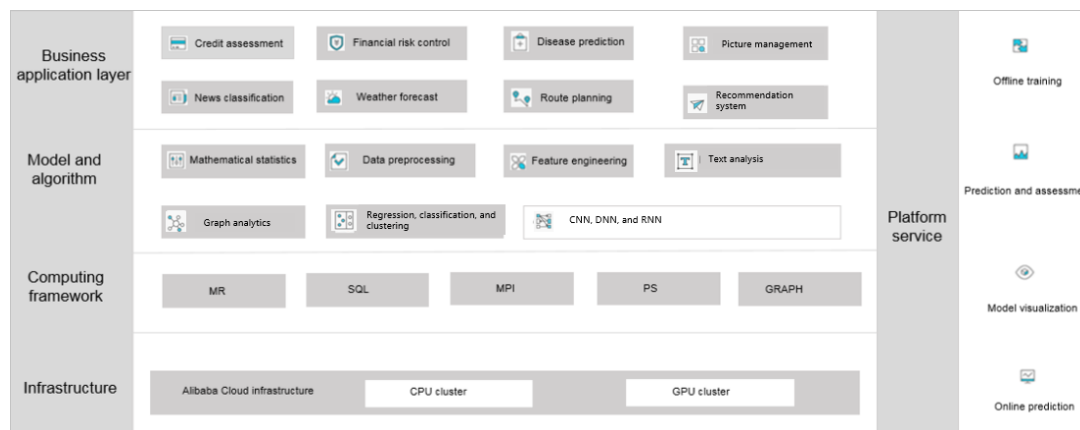 Business
application layer
Credit assessment
Financial risk control
Disease prediction
Picture management
News classification
Weather forecast
Route planning
Recommendation
system
Model and
algorithm
Mathematical statistics
Data preprocessing
Feature engineering
Text analysis
Graph analytics
Regression, classification, and
clustering
CNN, DNN, and RNN
Computing
framework
MR
SQL
MPI
PS
GRAPH
Infrastructure
Alibaba Cloud infrastructure
CPU cluster
GPU cluster
Platform
service
Offline training
Prediction and assessme
Model visualization
Online prediction